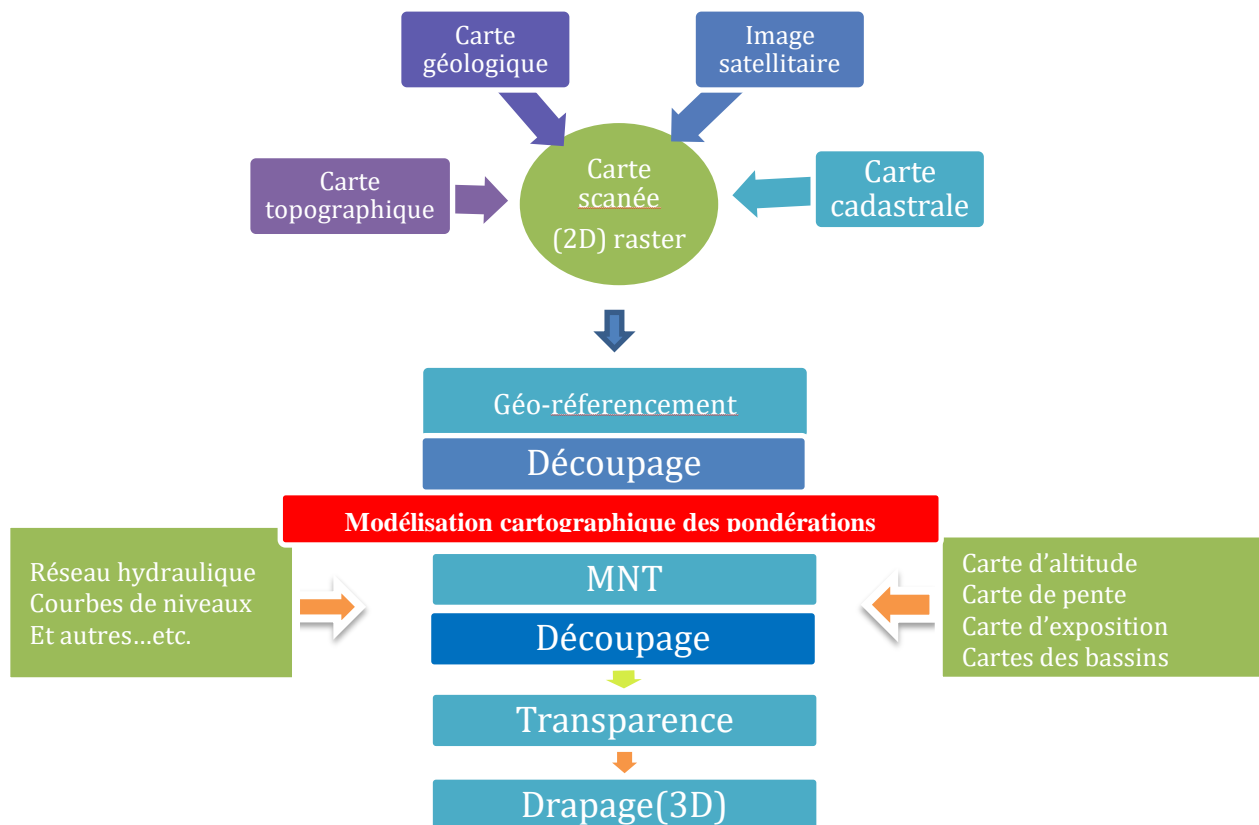 Carte
géologique
Image
satellitaire
Carte
topographique
Carte
scanée
(2D) raster
Carte
cadastrale
Géo-réferencement
Découpage
Modélisation cartographique des pondérations
Réseau hydraulique
Courbes de niveaux
Et autres...etc.
MNT
Découpage
Carte d’altitude
Carte de pente
Carte d’exposition
Cartes des bassins
Transparence
Drapage(3D)